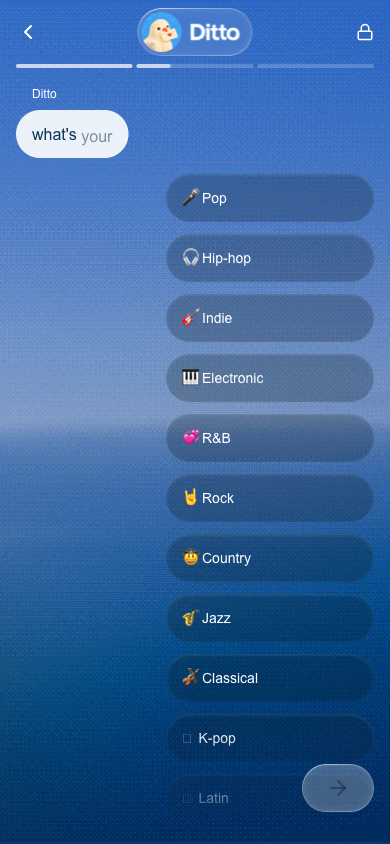 Ditto
Ditto
what's your
Pop
Hip-hop
Indie
Electronic
R&B
Rock
Country
Jazz
Classical
K-pop
Latin